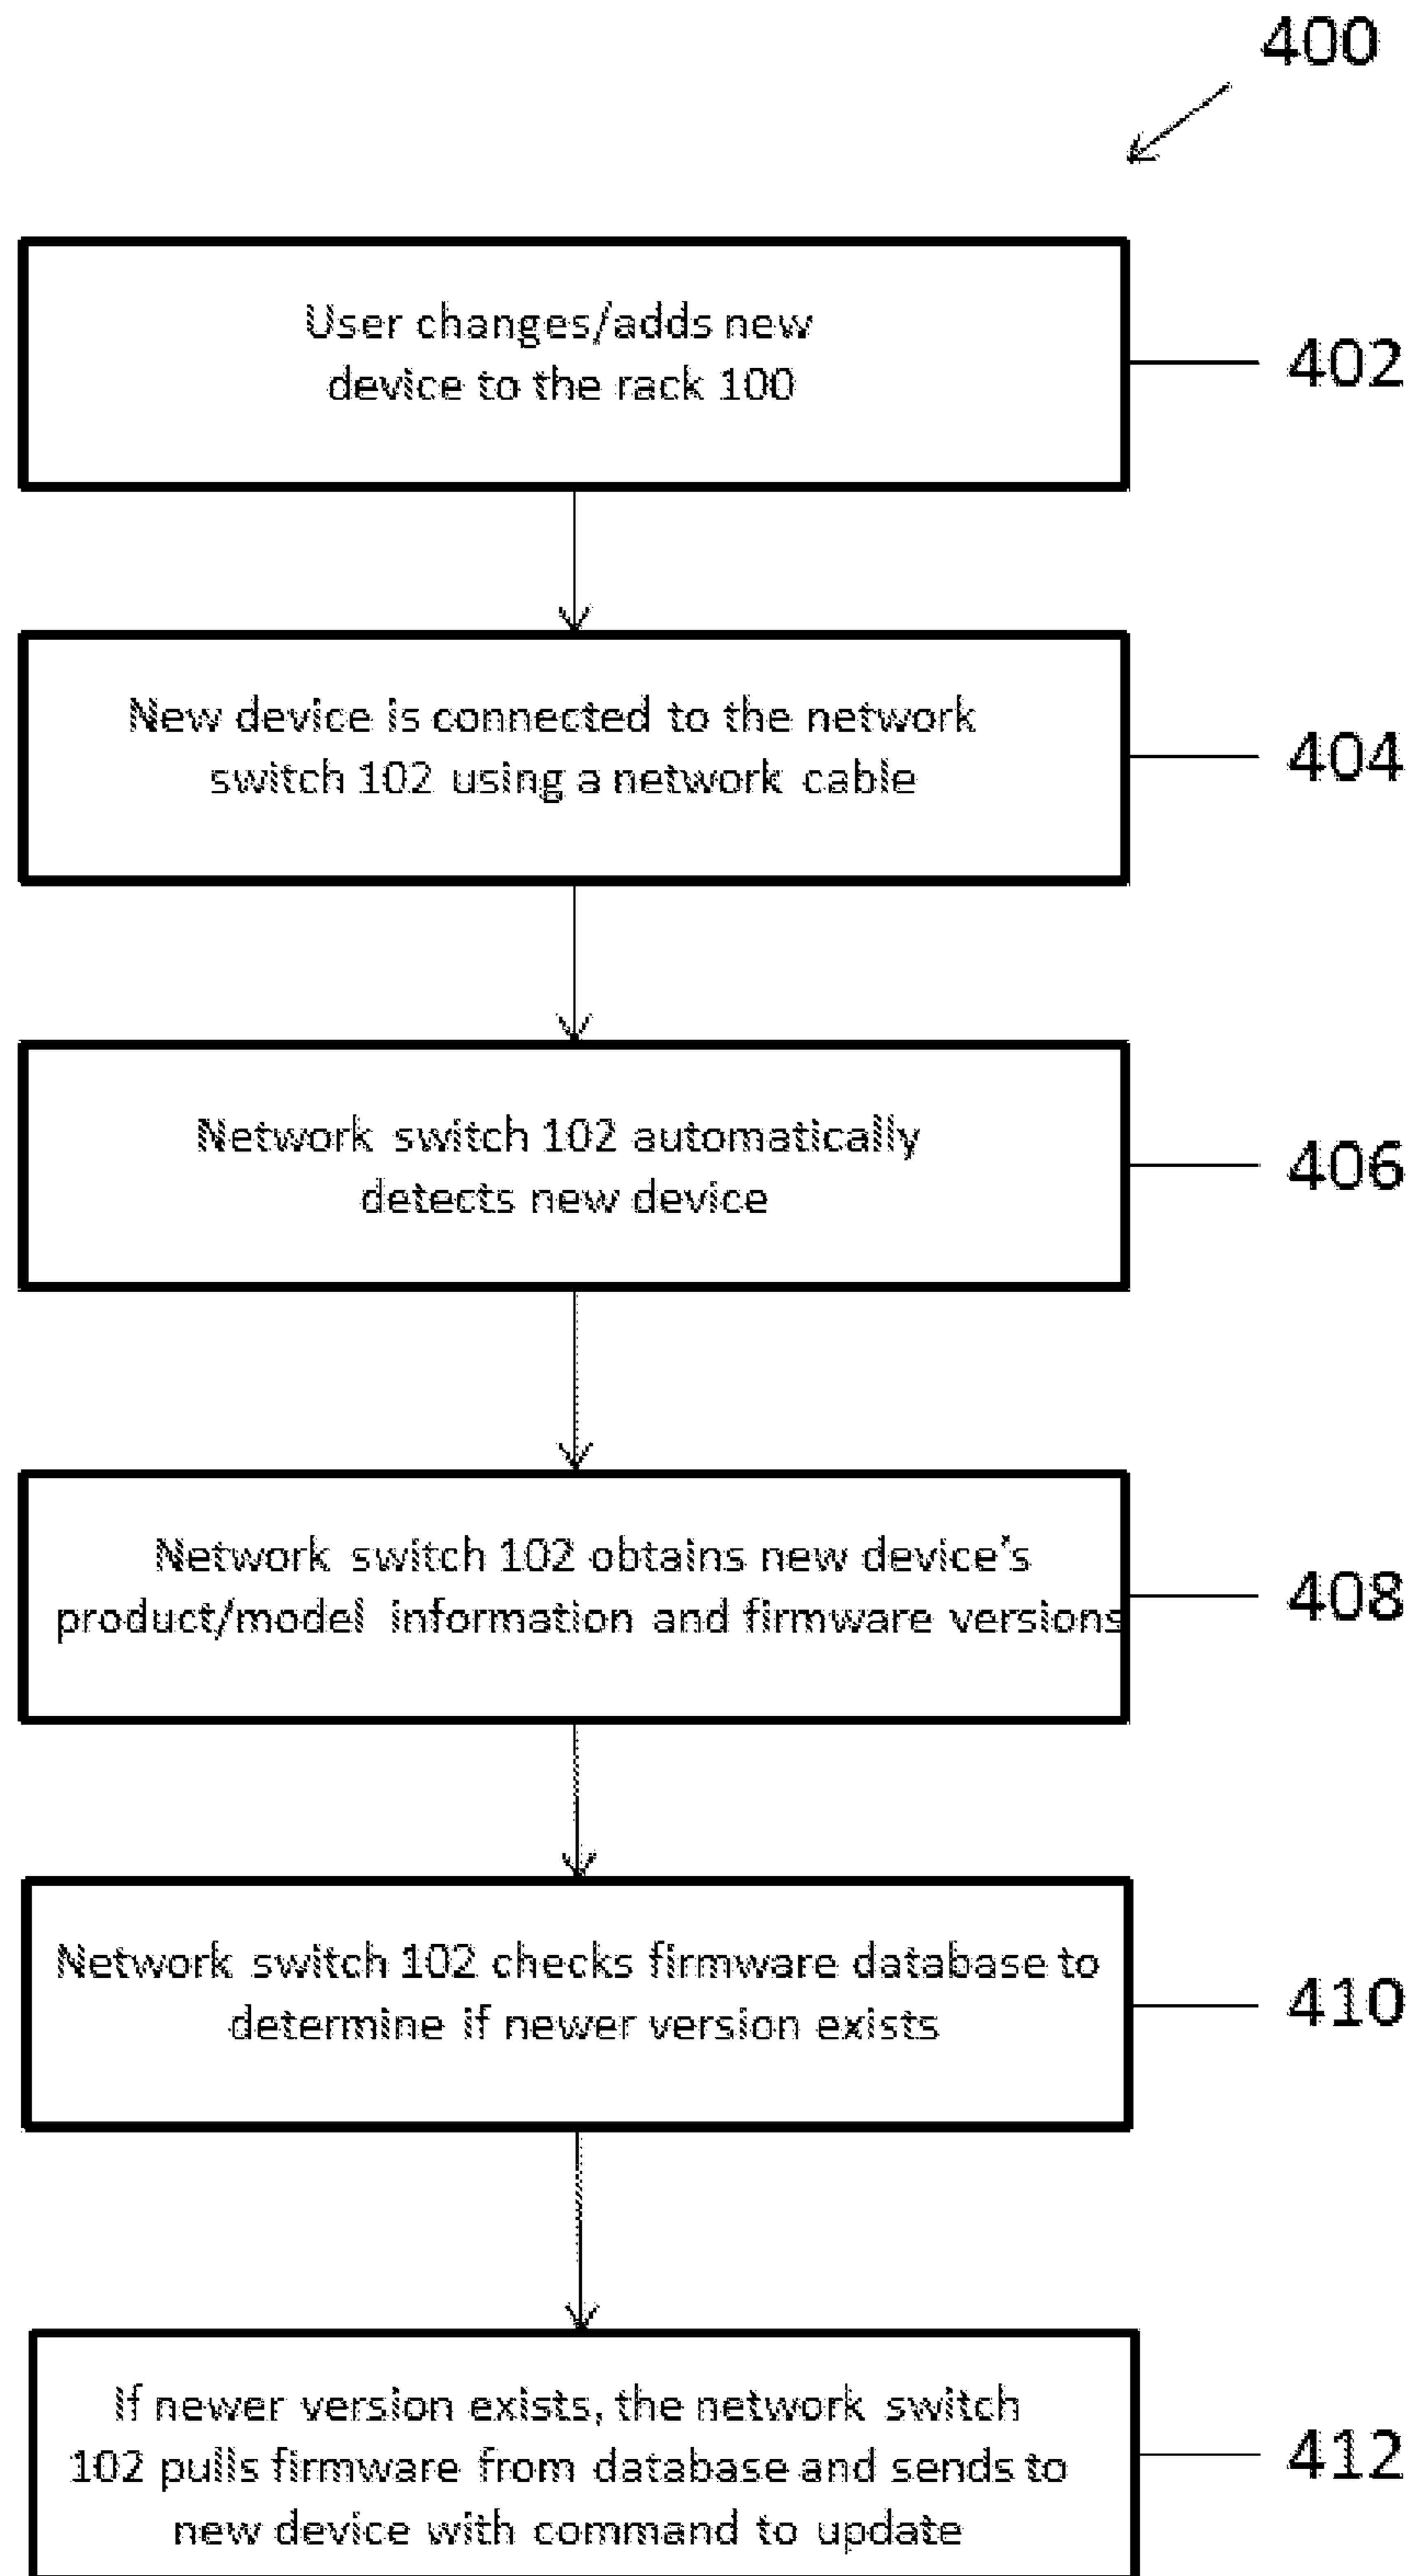 400
User changes/adds new
device to the rack 100
402
New device is connected to the network
switch 102 using a network cable
404
Network switch 102 automatically
detects new device
406
Network switch 102 obtains new device's
product/model information and firmware versions
408
Network switch 102 checks firmware database to
determine if newer version exists
410
If newer version exists, the network switch
102 pulls firmware from database and sends to
new device with command to update
412